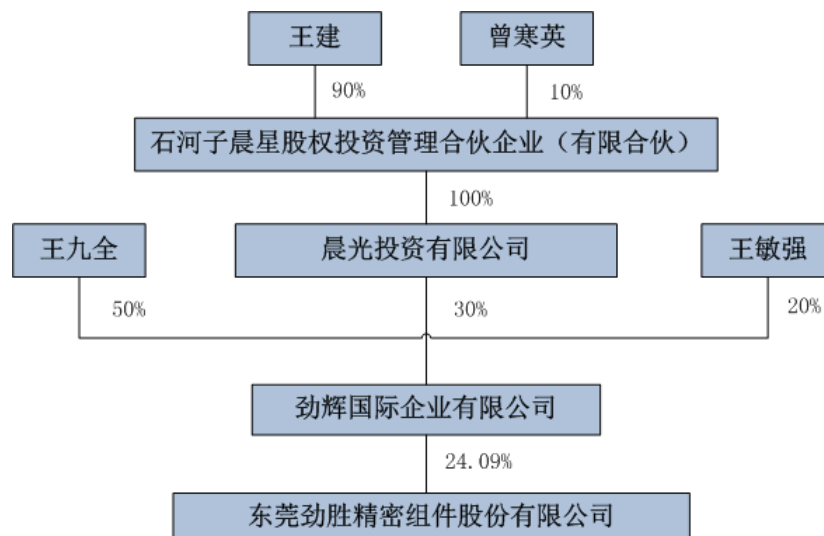 王建
曾寒英
90%
10%
石河子晨星股权投资管理合伙企业（有限合伙）
100%
王九全
晨光投资有限公司
王敏强
50%
30%
20%
劲辉国际企业有限公司
24.09%
东莞劲胜精密组件股份有限公司